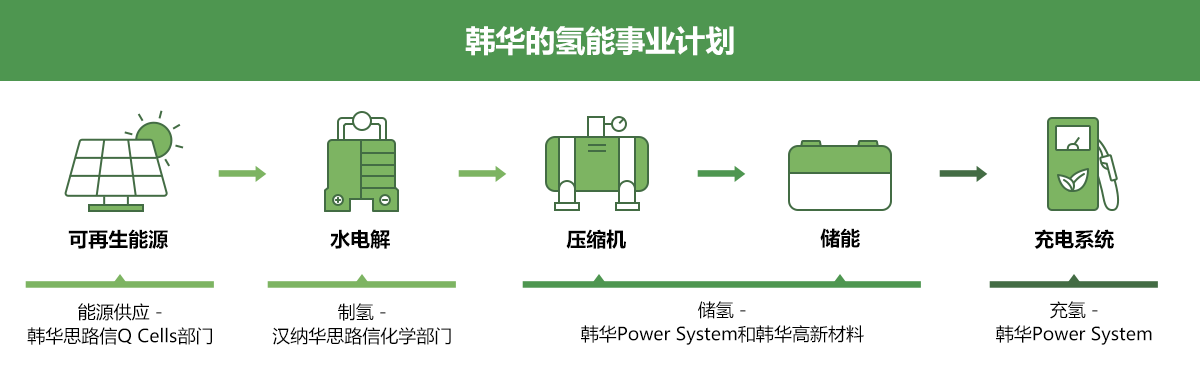 韩华的氢能事业计划
可再生能源
水电解
压缩机
储能
充电系统
能源供应 -
韩华思路信Q Cells部门
制氢 -
汉纳华思路信化学部门
储氢 -
韩华Power System和韩华高新材料
充氢 -
韩华Power System